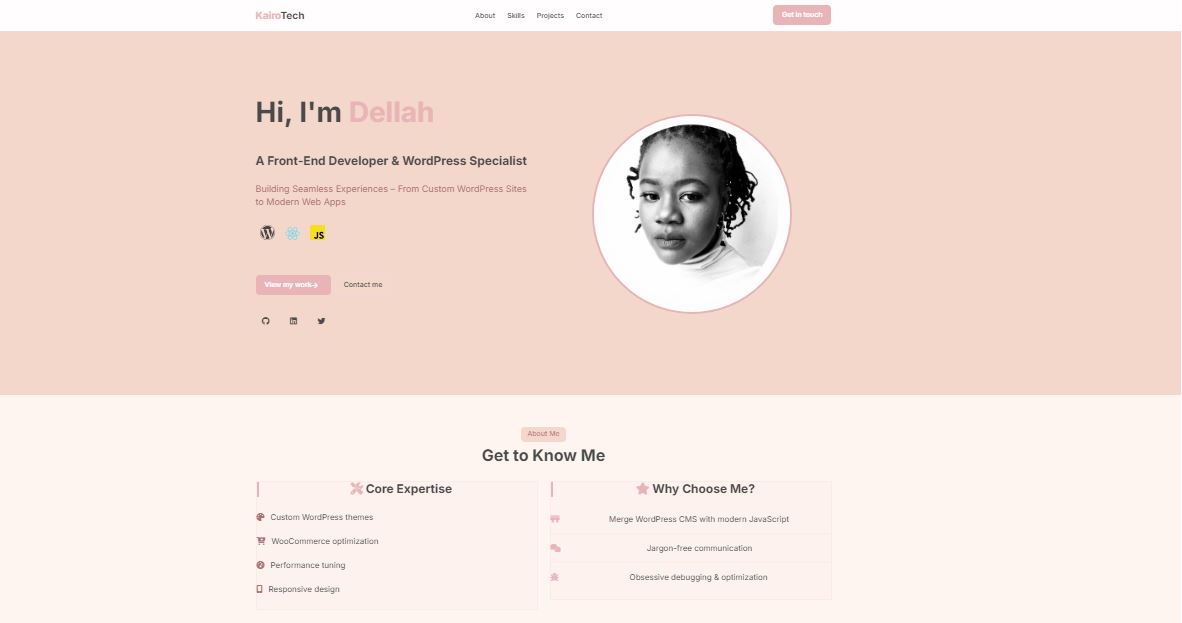 KairoTech
About Skills Projects Contact
Get in touch
Hi, I'm Dellah
A Front-End Developer & WordPress Specialist
Building Seamless Experiences – From Custom WordPress Sites
to Modern Web Apps
JS
View my work
Contact me
About Me
Get to Know Me
Core Expertise
Custom WordPress themes
WooCommerce optimization
Performance tuning
Responsive design
Why Choose Me?
Merge WordPress CMS with modern JavaScript
Jargon-free communication
Obsessive debugging & optimization